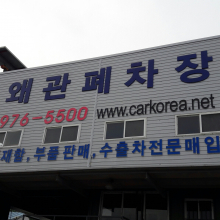 왜관폐차장
976-5500 www.carkorea.net
재활, 부품판매, 수출차전문매입